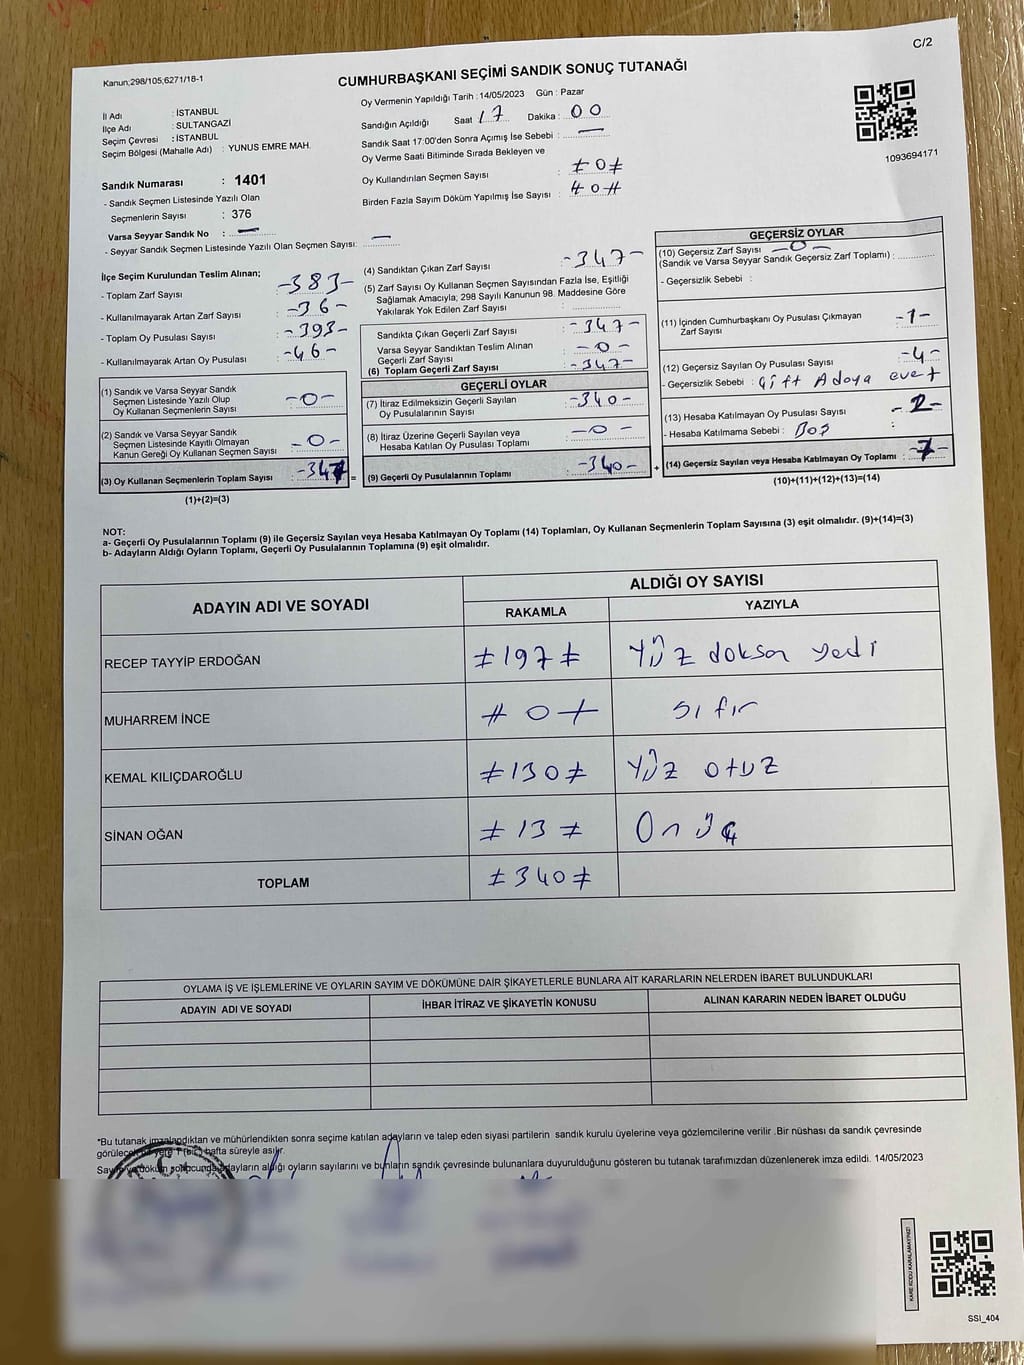 C/2
Kanun;298/105,6271/18-1
CUMHURBAŞKANI SEÇİMİ SANDIK SONUÇ TUTANAĞI
İl Adı : İSTANBUL
İlçe Adı : SULTANGAZİ
Seçim Çevresi : İSTANBUL
Seçim Bölgesi (Mahalle Adı) : YUNUS EMRE MAH.
Oy Vermenin Yapıldığı Tarih : 14/05/2023 Gün : Pazar
Sandığın Açıldığı Saat 17 Dakika : 00
Sandık Saat 17:00'den Sonra Açımış İse Sebebi : —
Oy Verme Saati Bitiminde Sırada Bekleyen ve
Oy Kullandırılan Seçmen Sayısı : ≠0≠
Birden Fazla Sayım Döküm Yapılmış İse Sayısı : #0#
1093694171
Sandık Numarası : 1401
- Sandık Seçmen Listesinde Yazılı Olan
Seçmenlerin Sayısı : 376
Varsa Seyyar Sandık No : —
- Seyyar Sandık Seçmen Listesinde Yazılı Olan Seçmen Sayısı: —
İlçe Seçim Kurulundan Teslim Alınan;
- Toplam Zarf Sayısı : -383-
- Kullanılmayarak Artan Zarf Sayısı : -36-
- Toplam Oy Pusulası Sayısı : -393-
- Kullanılmayarak Artan Oy Pusulası : -46-
(1) Sandık ve Varsa Seyyar Sandık
Seçmen Listesinde Yazılı Olup
Oy Kullanan Seçmenlerin Sayısı : -0-
(2) Sandık ve Varsa Seyyar Sandık
Seçmen Listesinde Kayıtlı Olmayan
Kanun Gereği Oy Kullanan Seçmen Sayısı : -0-
(3) Oy Kullanan Seçmenlerin Toplam Sayısı : -347-
(1)+(2)=(3)
(4) Sandıktan Çıkan Zarf Sayısı : -347-
(5) Zarf Sayısı Oy Kullanan Seçmen Sayısından Fazla İse, Eşitliği
Sağlamak Amacıyla; 298 Sayılı Kanunun 98. Maddesine Göre
Yakılarak Yok Edilen Zarf Sayısı :
Sandıkta Çıkan Geçerli Zarf Sayısı : -347-
Varsa Seyyar Sandıktan Teslim Alınan
Geçerli Zarf Sayısı : -0-
(6) Toplam Geçerli Zarf Sayısı : -347-
GEÇERLİ OYLAR
(7) İtiraz Edilmeksizin Geçerli Sayılan
Oy Pusulalarının Sayısı : -340-
(8) İtiraz Üzerine Geçerli Sayılan veya
Hesaba Katılan Oy Pusulası Toplamı : -0-
= (9) Geçerli Oy Pusulalarının Toplamı : -340- +
GEÇERSİZ OYLAR
(10) Geçersiz Zarf Sayısı -0-
(Sandık ve Varsa Seyyar Sandık Geçersiz Zarf Toplamı) :
- Geçersizlik Sebebi :
(11) İçinden Cumhurbaşkanı Oy Pusulası Çıkmayan
Zarf Sayısı : -1-
(12) Geçersiz Sayılan Oy Pusulası Sayısı : -4-
- Geçersizlik Sebebi : Çift Adaya evet
(13) Hesaba Katılmayan Oy Pusulası Sayısı : -2-
- Hesaba Katılmama Sebebi : Boş :
(14) Geçersiz Sayılan veya Hesaba Katılmayan Oy Toplamı : -7-
(10)+(11)+(12)+(13)=(14)
NOT:
a- Geçerli Oy Pusulalarının Toplamı (9) ile Geçersiz Sayılan veya Hesaba Katılmayan Oy Toplamı (14) Toplamları, Oy Kullanan Seçmenlerin Toplam Sayısına (3) eşit olmalıdır. (9)+(14)=(3)
b- Adayların Aldığı Oyların Toplamı, Geçerli Oy Pusulalarının Toplamına (9) eşit olmalıdır.
ADAYIN ADI VE SOYADI ALDIĞI OY SAYISI
RAKAMLA YAZIYLA
RECEP TAYYİP ERDOĞAN ≠197≠ Yüz doksan yedi
MUHARREM İNCE #0≠ sıfır
KEMAL KILIÇDAROĞLU ≠130≠ Yüz otuz
SİNAN OĞAN ≠13≠ Onüç
TOPLAM ≠340≠
OYLAMA İŞ VE İŞLEMLERİNE VE OYLARIN SAYIM VE DÖKÜMÜNE DAİR ŞİKAYETLERLE BUNLARA AİT KARARLARIN NELERDEN İBARET BULUNDUKLARI
ADAYIN ADI VE SOYADI İHBAR İTİRAZ VE ŞİKAYETİN KONUSU ALINAN KARARIN NEDEN İBARET OLDUĞU
*Bu tutanak imzalandıktan ve mühürlendikten sonra seçime katılan adayların ve talep eden siyasi partilerin sandık kurulu üyelerine veya gözlemcilerine verilir .Bir nüshası da sandık çevresinde
görülecek bir yere 1 (bir) hafta süreyle asılır.
Sayım ve döküm sonucunda adayların aldığı oyların sayılarını ve bunların sandık çevresinde bulunanlara duyurulduğunu gösteren bu tutanak tarafımızdan düzenlenerek imza edildi. 14/05/2023
KARE KODU KARALAMAYINIZ!
SSI_404